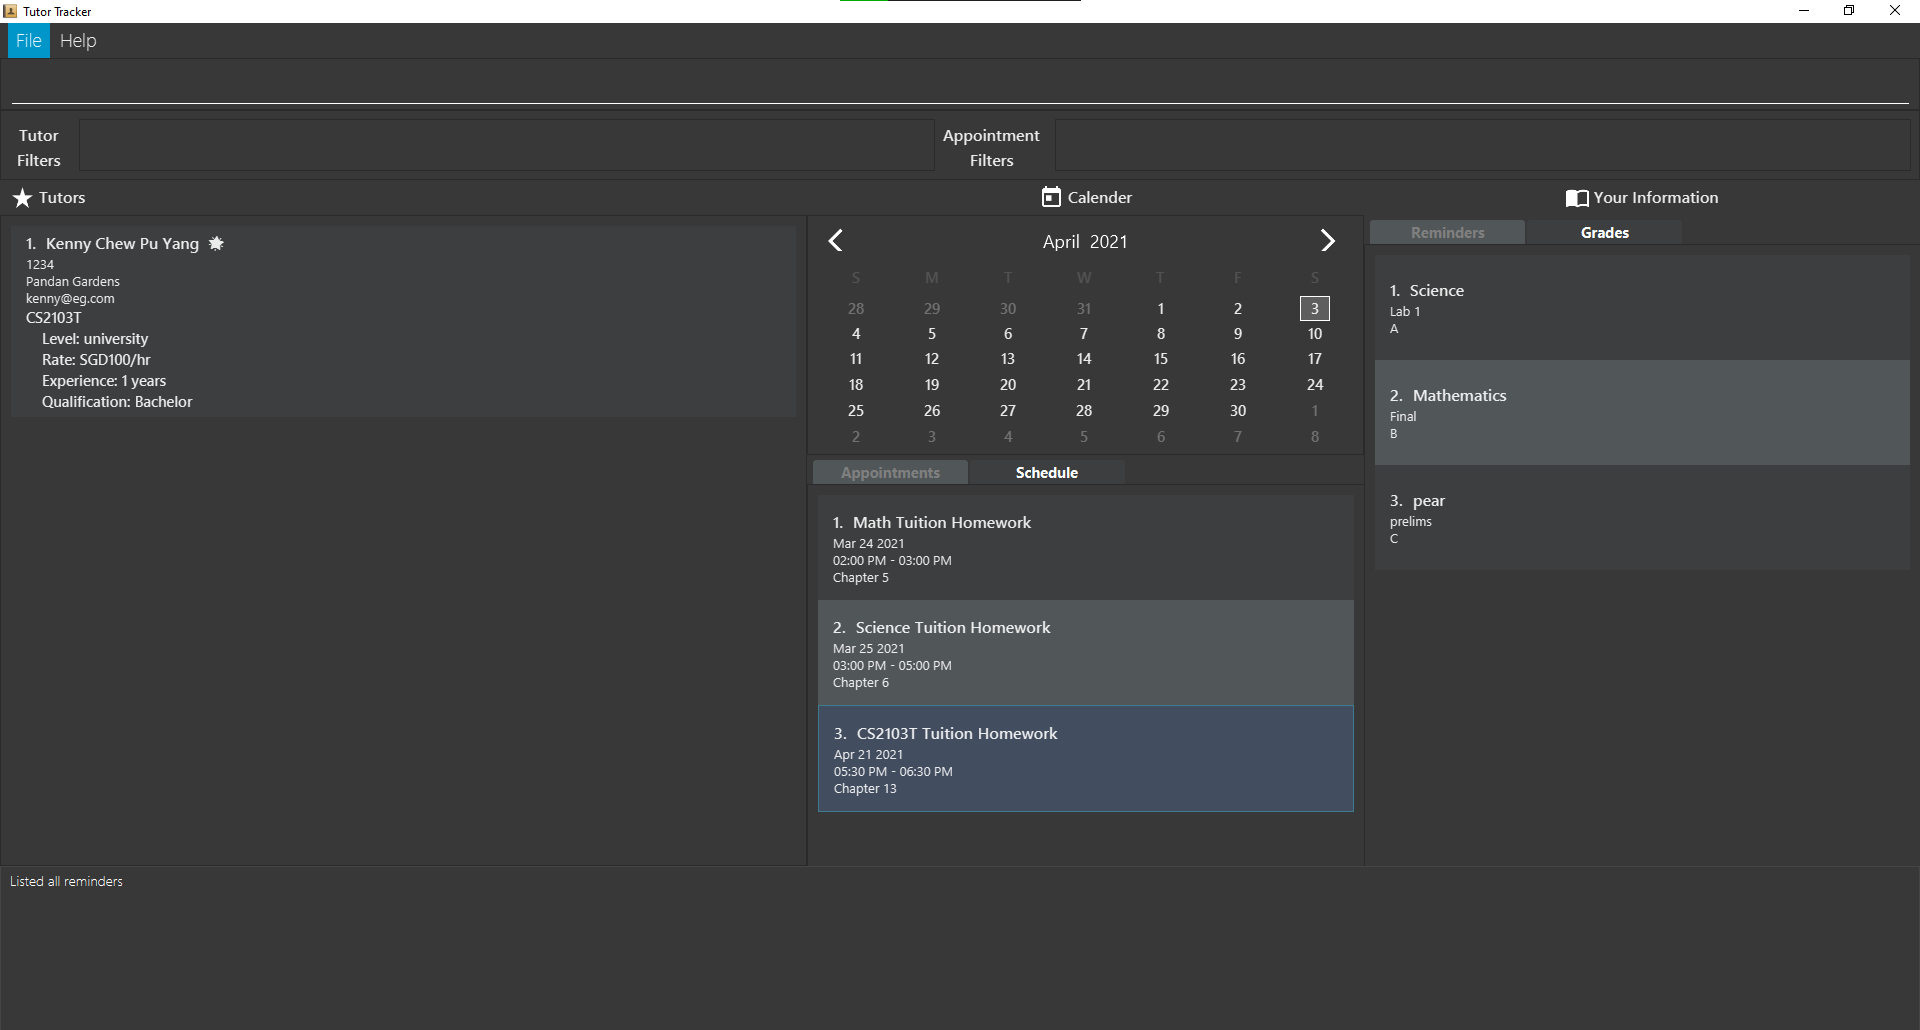 Tutor Tracker
File Help
Tutor
Filters
Appointment
Filters
Tutors
Calender
Your Information
1. Kenny Chew Pu Yang
1234
Pandan Gardens
kenny@eg.com
CS2103T
Level: university
Rate: SGD100/hr
Experience: 1 years
Qualification: Bachelor
April 2021
S M T W T F S
28 29 30 31 1 2 3
4 5 6 7 8 9 10
11 12 13 14 15 16 17
18 19 20 21 22 23 24
25 26 27 28 29 30 1
2 3 4 5 6 7 8
Appointments Schedule
1. Math Tuition Homework
Mar 24 2021
02:00 PM - 03:00 PM
Chapter 5
2. Science Tuition Homework
Mar 25 2021
03:00 PM - 05:00 PM
Chapter 6
3. CS2103T Tuition Homework
Apr 21 2021
05:30 PM - 06:30 PM
Chapter 13
Reminders Grades
1. Science
Lab 1
A
2. Mathematics
Final
B
3. pear
prelims
C
Listed all reminders